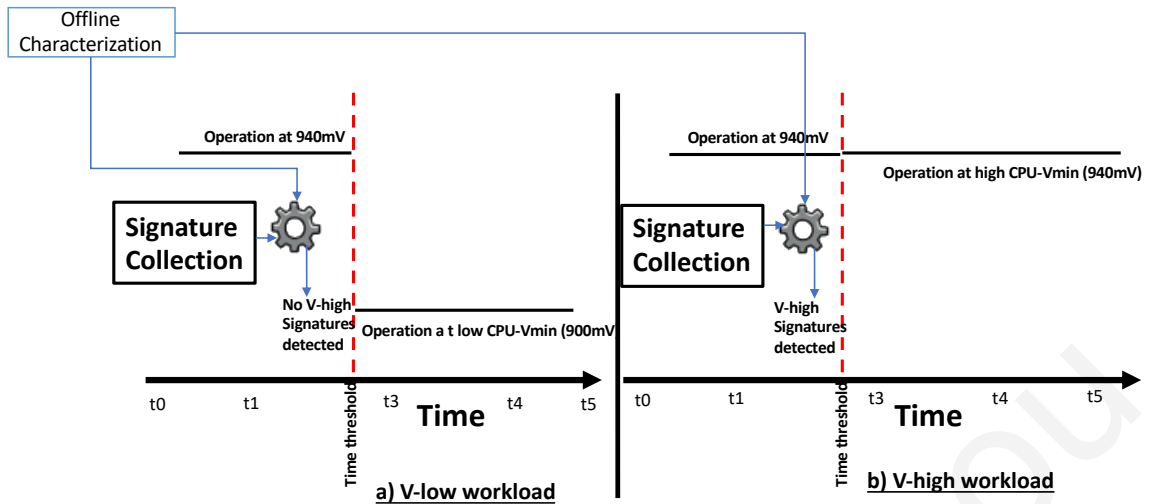 Offline
Characterization
Operation at 940mV
Signature
Collection
No V-high
Signatures
detected
Operation a t low CPU-Vmin (900mV
t0
t1
Time threshold
t3
t4
t5
Time
a) V-low workload
Operation at 940mV
Operation at high CPU-Vmin (940mV)
Signature
Collection
V-high
Signatures
detected
t0
t1
Time threshold
t3
t4
t5
Time
b) V-high workload
ou